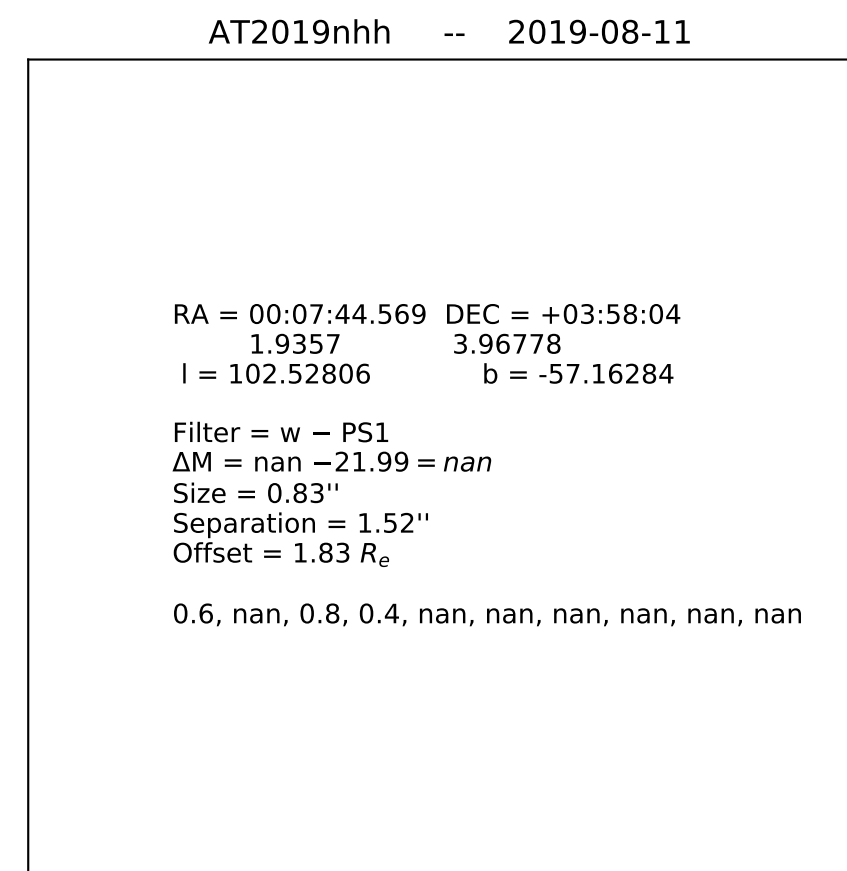 AT2019nhh -- 2019-08-11
RA = 00:07:44.569 DEC = +03:58:04
1.9357 3.96778
l = 102.52806 b = -57.16284
Filter = w − PS1
ΔM = nan −21.99 = nan
Size = 0.83''
Separation = 1.52''
Offset = 1.83 Rₑ
0.6, nan, 0.8, 0.4, nan, nan, nan, nan, nan, nan